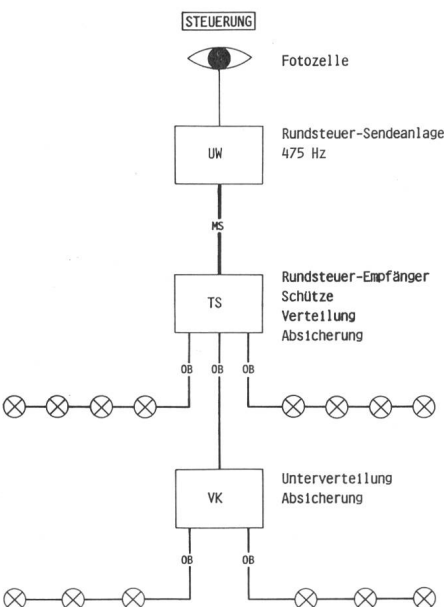 STEUERUNG
Fotozelle
UW
Rundsteuer-Sendeanlage
475 Hz
MS
TS
Rundsteuer-Empfänger
Schütze
Verteilung
Absicherung
OB OB OB
VK
Unterverteilung
Absicherung
OB OB